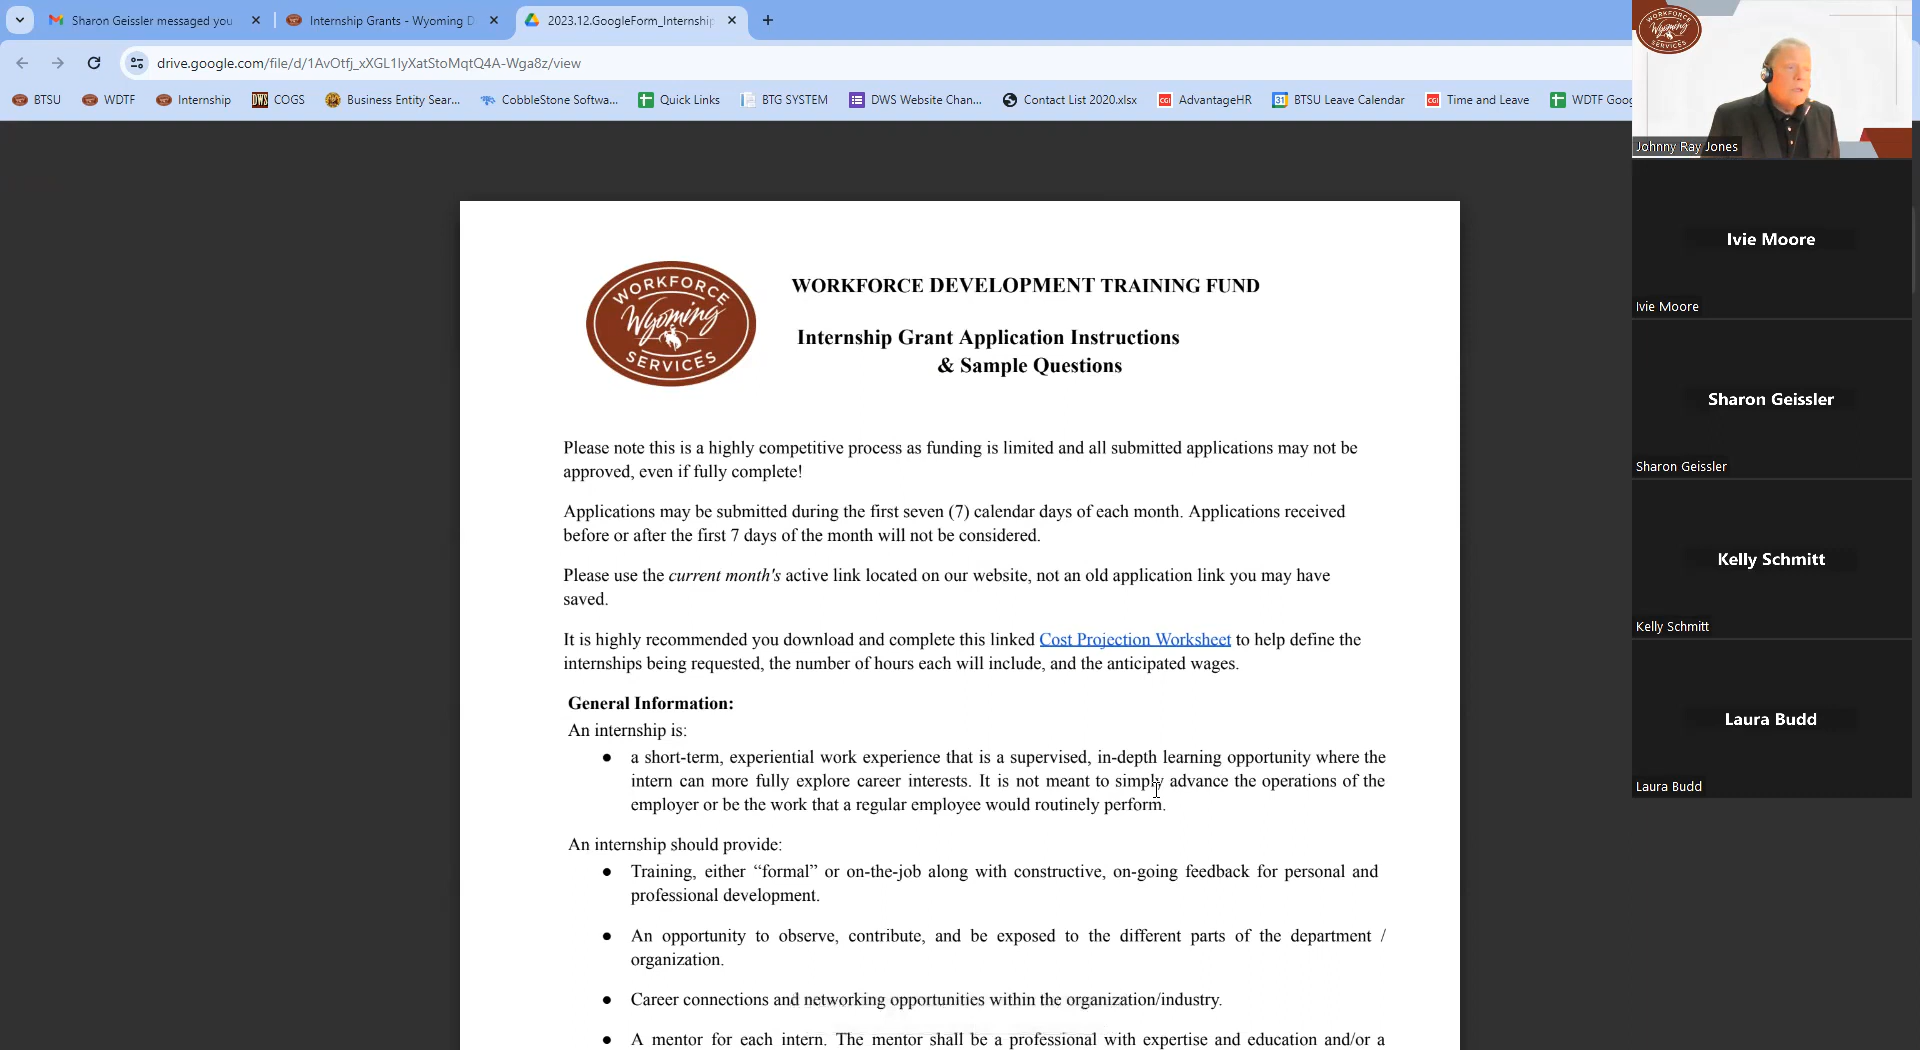 Sharon Geissler messaged you
Internship Grants - Wyoming D
2023.12.GoogleForm_Internship
drive.google.com/file/d/1AvOtfj_xXGL1IyXatStoMqtQ4A-Wga8z/view
BTSU WDTF Internship COGS Business Entity Sear... CobbleStone Softwa... Quick Links BTG SYSTEM DWS Website Chan... Contact List 2020.xlsx AdvantageHR BTSU Leave Calendar Time and Leave WDTF Goog
WORKFORCE
Wyoming
SERVICES
WORKFORCE DEVELOPMENT TRAINING FUND
Internship Grant Application Instructions
& Sample Questions
Please note this is a highly competitive process as funding is limited and all submitted applications may not be
approved, even if fully complete!
Applications may be submitted during the first seven (7) calendar days of each month. Applications received
before or after the first 7 days of the month will not be considered.
Please use the current month's active link located on our website, not an old application link you may have
saved.
It is highly recommended you download and complete this linked Cost Projection Worksheet to help define the
internships being requested, the number of hours each will include, and the anticipated wages.
General Information:
An internship is:
● a short-term, experiential work experience that is a supervised, in-depth learning opportunity where the
intern can more fully explore career interests. It is not meant to simply advance the operations of the
employer or be the work that a regular employee would routinely perform.
An internship should provide:
● Training, either “formal” or on-the-job along with constructive, on-going feedback for personal and
professional development.
● An opportunity to observe, contribute, and be exposed to the different parts of the department /
organization.
● Career connections and networking opportunities within the organization/industry.
● A mentor for each intern. The mentor shall be a professional with expertise and education and/or a
WORKFORCE
Wyoming
SERVICES
Johnny Ray Jones
Ivie Moore
Ivie Moore
Sharon Geissler
Sharon Geissler
Kelly Schmitt
Kelly Schmitt
Laura Budd
Laura Budd